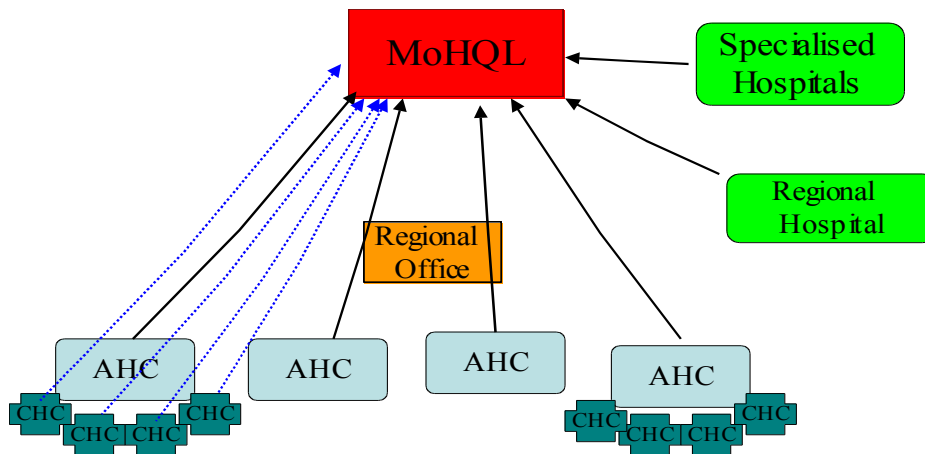 MoHQL
Specialised
Hospitals
Regional
Hospital
Regional
Office
AHC
AHC
AHC
AHC
CHC
CHC
CHC
CHC
CHC
CHC
CHC
CHC